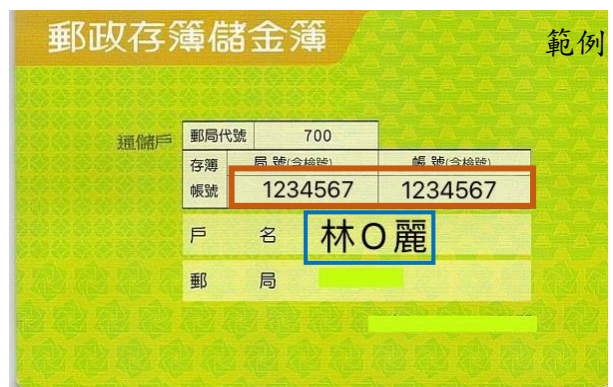 郵政存簿儲金簿
範例
通儲戶
郵局代號 700
存簿 局號(含檢號) 帳號(含檢號)
帳號 1234567 1234567
戶名 林O麗
郵局